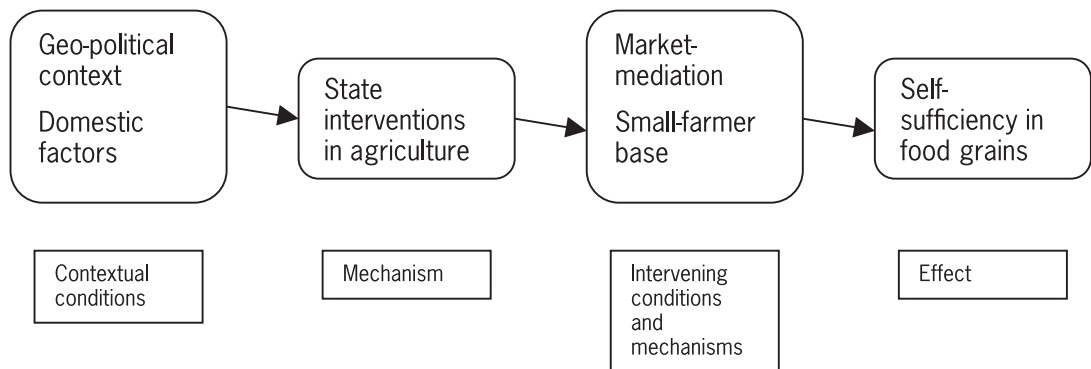 Geo-political
context
Domestic
factors
State
interventions
in agriculture
Market-
mediation
Small-farmer
base
Self-
sufficiency in
food grains
Contextual
conditions
Mechanism
Intervening
conditions
and
mechanisms
Effect